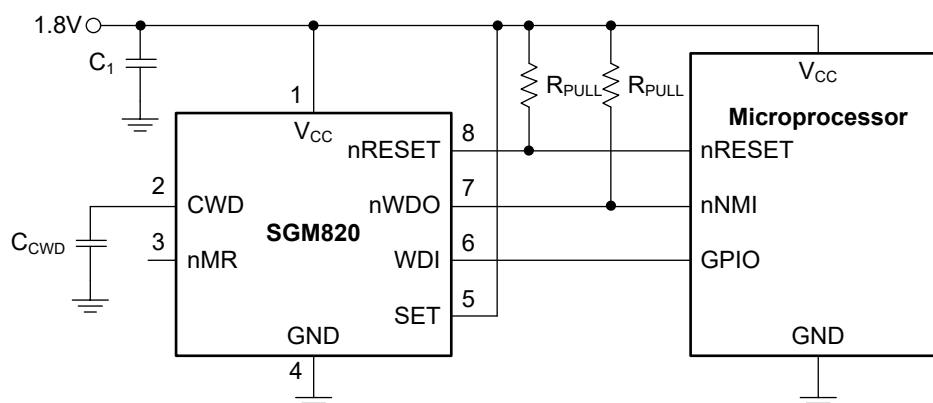 1.8V
C1
RPULL
RPULL
VCC
Microprocessor
nRESET
nNMI
GPIO
GND
1
VCC
nRESET
8
2
CWD
nWDO
7
SGM820
CCWD
3
nMR
WDI
6
SET
5
GND
4